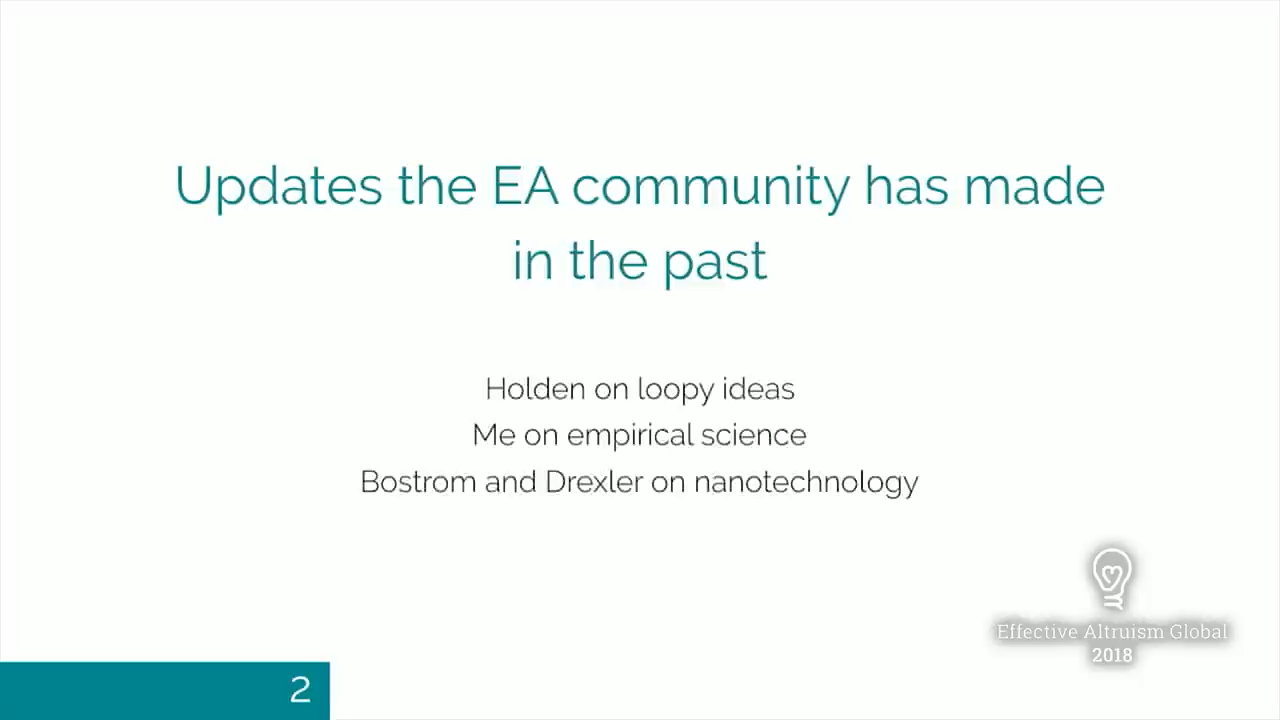 Updates the EA community has made
in the past
Holden on loopy ideas
Me on empirical science
Bostrom and Drexler on nanotechnology
Effective Altruism Global
2018
2